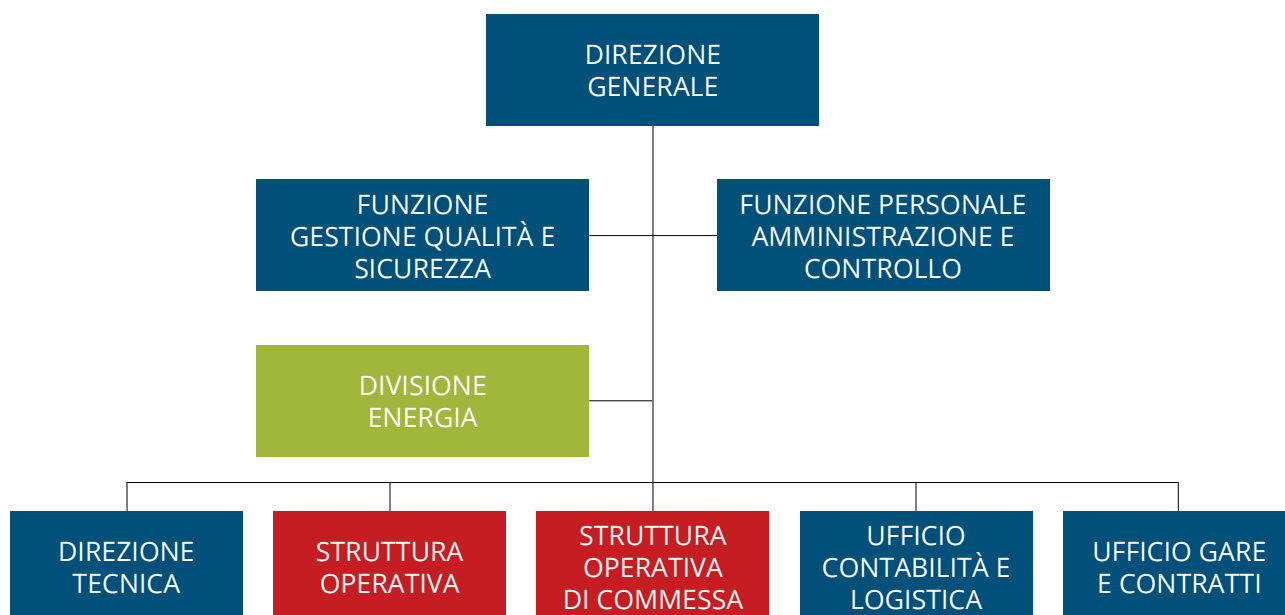 DIREZIONE
GENERALE
FUNZIONE
GESTIONE QUALITÀ E
SICUREZZA
FUNZIONE PERSONALE
AMMINISTRAZIONE E
CONTROLLO
DIVISIONE
ENERGIA
DIREZIONE
TECNICA
STRUTTURA
OPERATIVA
STRUTTURA
OPERATIVA
DI COMMESSA
UFFICIO
CONTABILITÀ E
LOGISTICA
UFFICIO GARE
E CONTRATTI